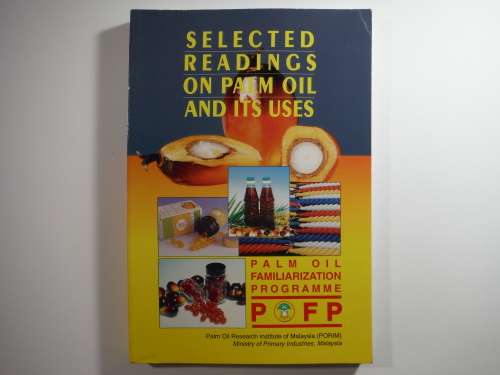 SELECTED
READINGS
ON PALM OIL
AND ITS USES
PALM OIL
FAMILIARIZATION
PROGRAMME
P FP
Palm Oil Research Institute of Malaysia (PORIM)
Ministry of Primary Industries, Malaysia